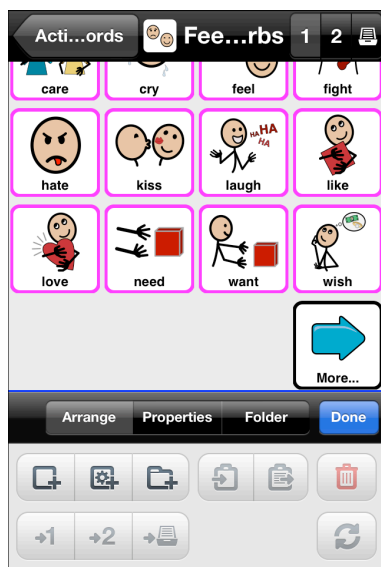 Acti...ords Fee...rbs 1 2
care cry feel fight
HA HA HA
hate kiss laugh like
love need want wish
More...
Arrange Properties Folder Done
1 2